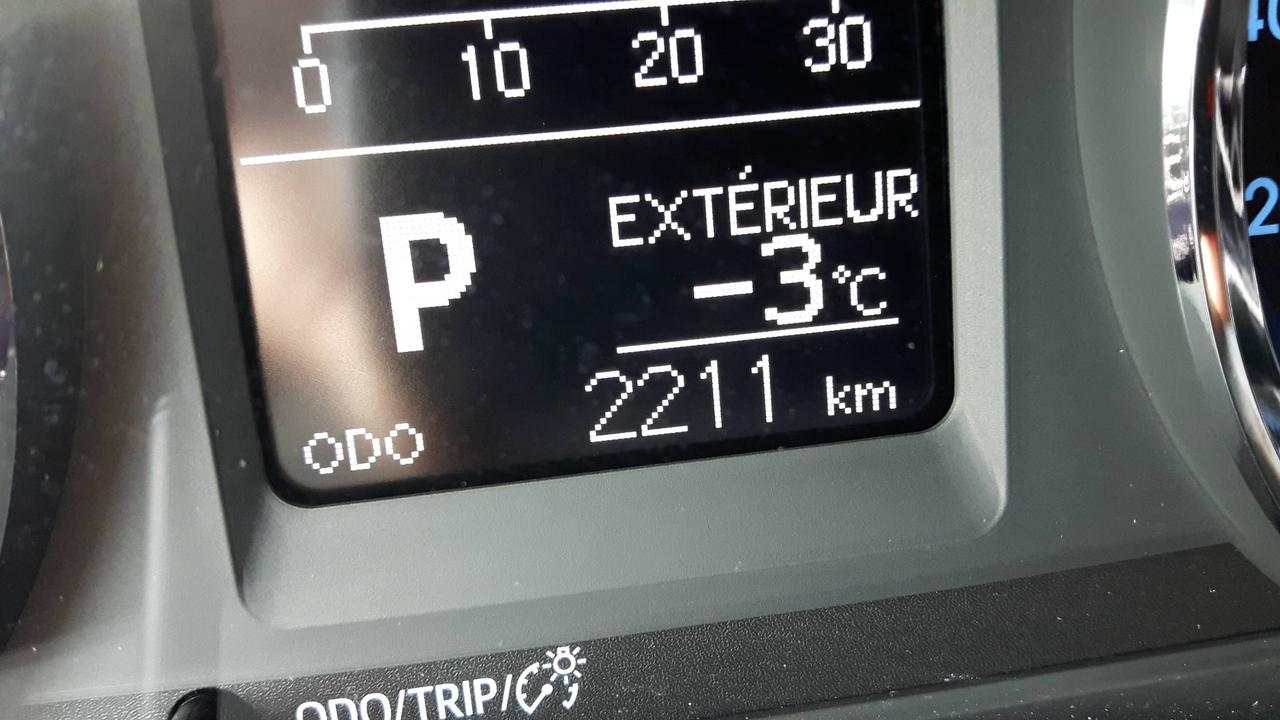 0 10 20 30
P
EXTÉRIEUR
-3°C
2211 km
ODO
ODO/TRIP/